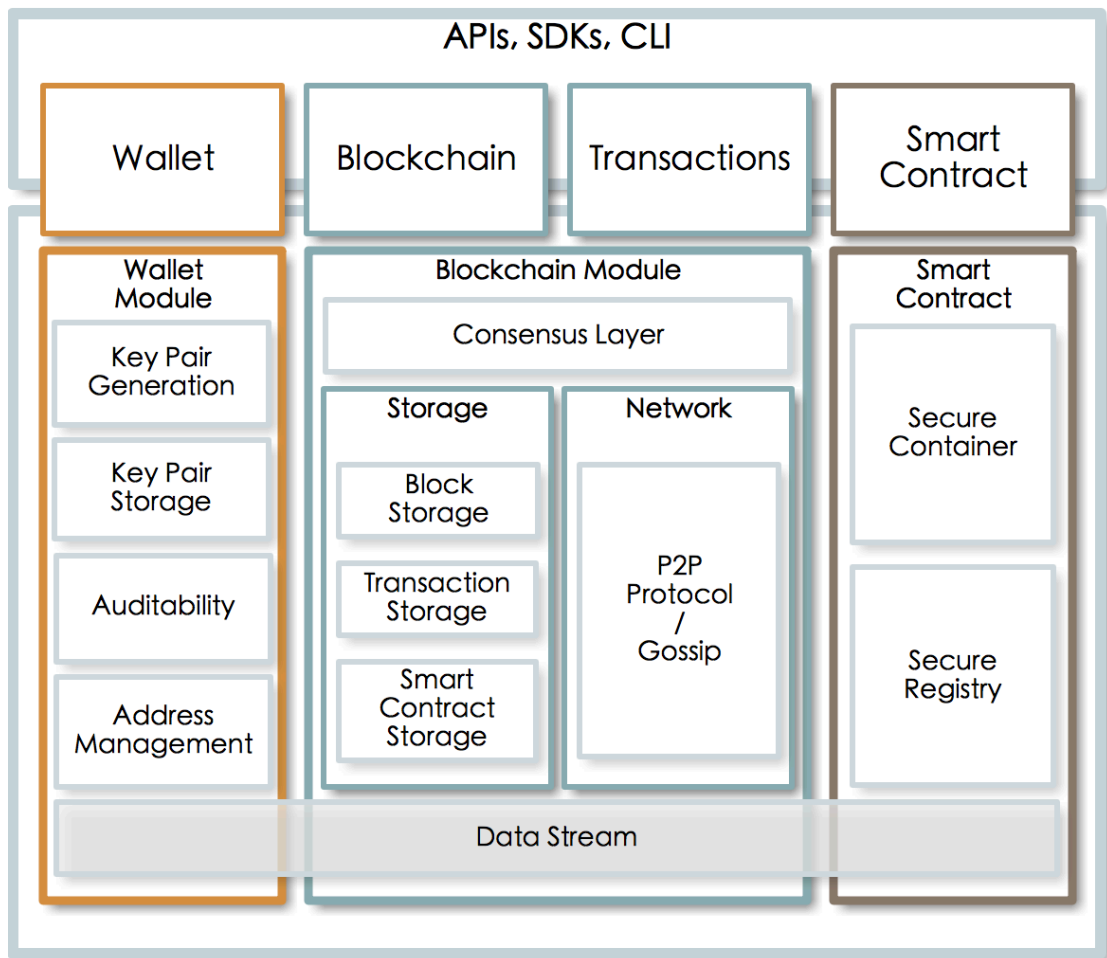 APIs, SDKs, CLI
Wallet
Blockchain
Transactions
Smart
Contract
Wallet
Module
Key Pair
Generation
Key Pair
Storage
Auditability
Address
Management
Blockchain Module
Consensus Layer
Storage
Block
Storage
Transaction
Storage
Smart
Contract
Storage
Network
P2P
Protocol
/
Gossip
Smart
Contract
Secure
Container
Secure
Registry
Data Stream